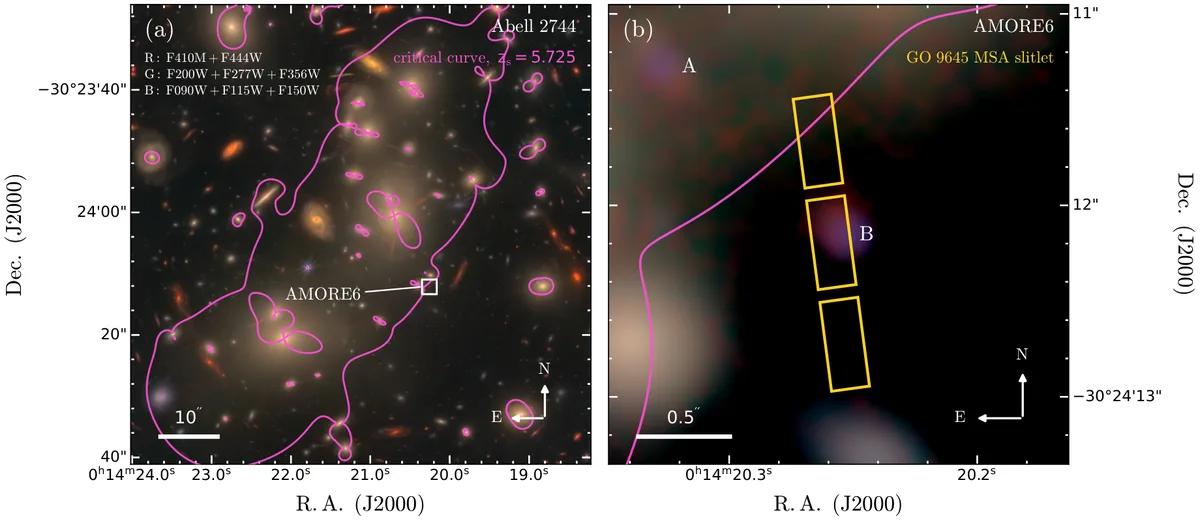 (a)
Abell 2744
R: F410M + F444W
G: F200W + F277W + F356W
B: F090W + F115W + F150W
critical curve, zₛ = 5.725
AMORE6
N
E
10″
−30°23'40"
24'00"
20"
40"
0ʰ14ᵐ24.0ˢ 23.0ˢ 22.0ˢ 21.0ˢ 20.0ˢ 19.0ˢ
R. A. (J2000)
Dec. (J2000)
(b)
AMORE6
GO 9645 MSA slitlet
A
B
N
E
0.5″
11"
12"
−30°24'13"
0ʰ14ᵐ20.3ˢ 20.2ˢ
R. A. (J2000)
Dec. (J2000)